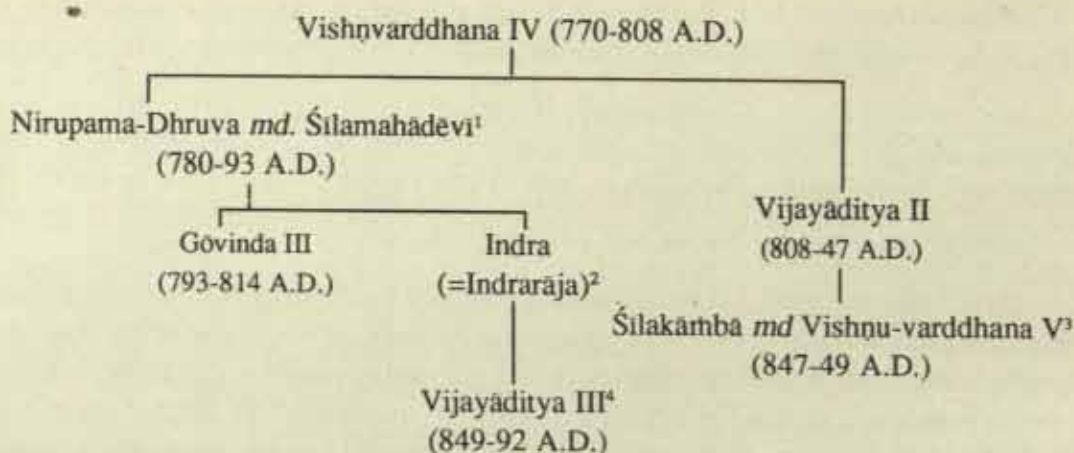 Vishṇvarddhana IV (770-808 A.D.)
Nirupama-Dhruva md. Śīlamahādēvī¹
(780-93 A.D.)
Gōvinda III
(793-814 A.D.)
Indra
(=Indrarāja)²
Vijayāditya II
(808-47 A.D.)
Śīlakāmbā md Vishṇu-varddhana V³
(847-49 A.D.)
Vijayāditya III⁴
(849-92 A.D.)